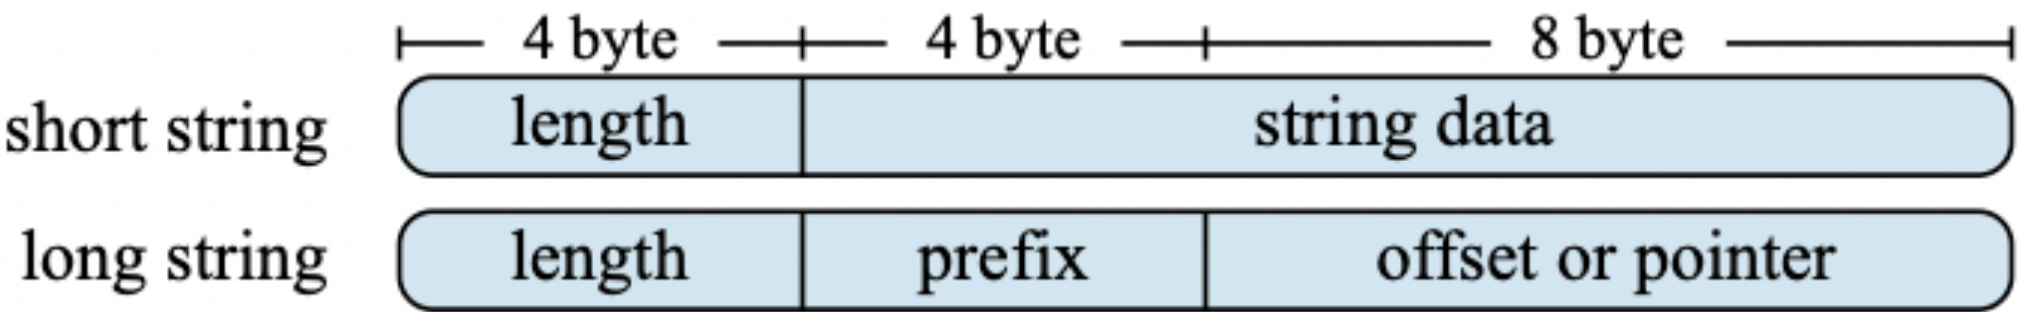 4 byte 4 byte 8 byte
short string length string data
long string length prefix offset or pointer